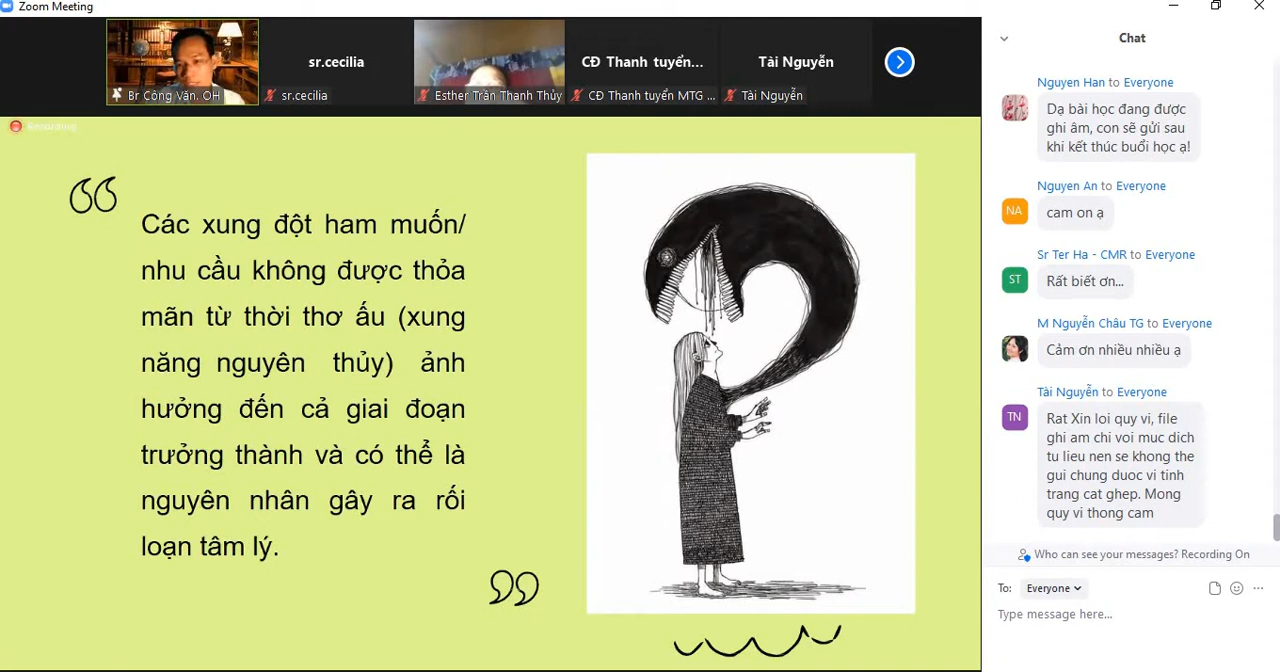 Zoom Meeting
sr.cecilia
CĐ Thanh tuyển...
Tài Nguyễn
Br Công Văn. OH
sr.cecilia
Esther Trần Thanh Thủy
CĐ Thanh tuyển MTG ...
Tài Nguyễn
Recording
Các xung đột ham muốn/
nhu cầu không được thỏa
mãn từ thời thơ ấu (xung
năng nguyên thủy) ảnh
hưởng đến cả giai đoạn
trưởng thành và có thể là
nguyên nhân gây ra rối
loạn tâm lý.
Chat
Nguyen Han to Everyone
Dạ bài học đang được
ghi âm, con sẽ gửi sau
khi kết thúc buổi học ạ!
Nguyen An to Everyone
NA
cam on ạ
Sr Ter Ha - CMR to Everyone
ST
Rất biết ơn...
M Nguyễn Châu TG to Everyone
Cảm ơn nhiều nhiều ạ
Tài Nguyễn to Everyone
TN
Rat Xin loi quy vi, file
ghi am chi voi muc dich
tu lieu nen se khong the
gui chung duoc vi tinh
trang cat ghep. Mong
quy vi thong cam
Who can see your messages? Recording On
To: Everyone
Type message here...